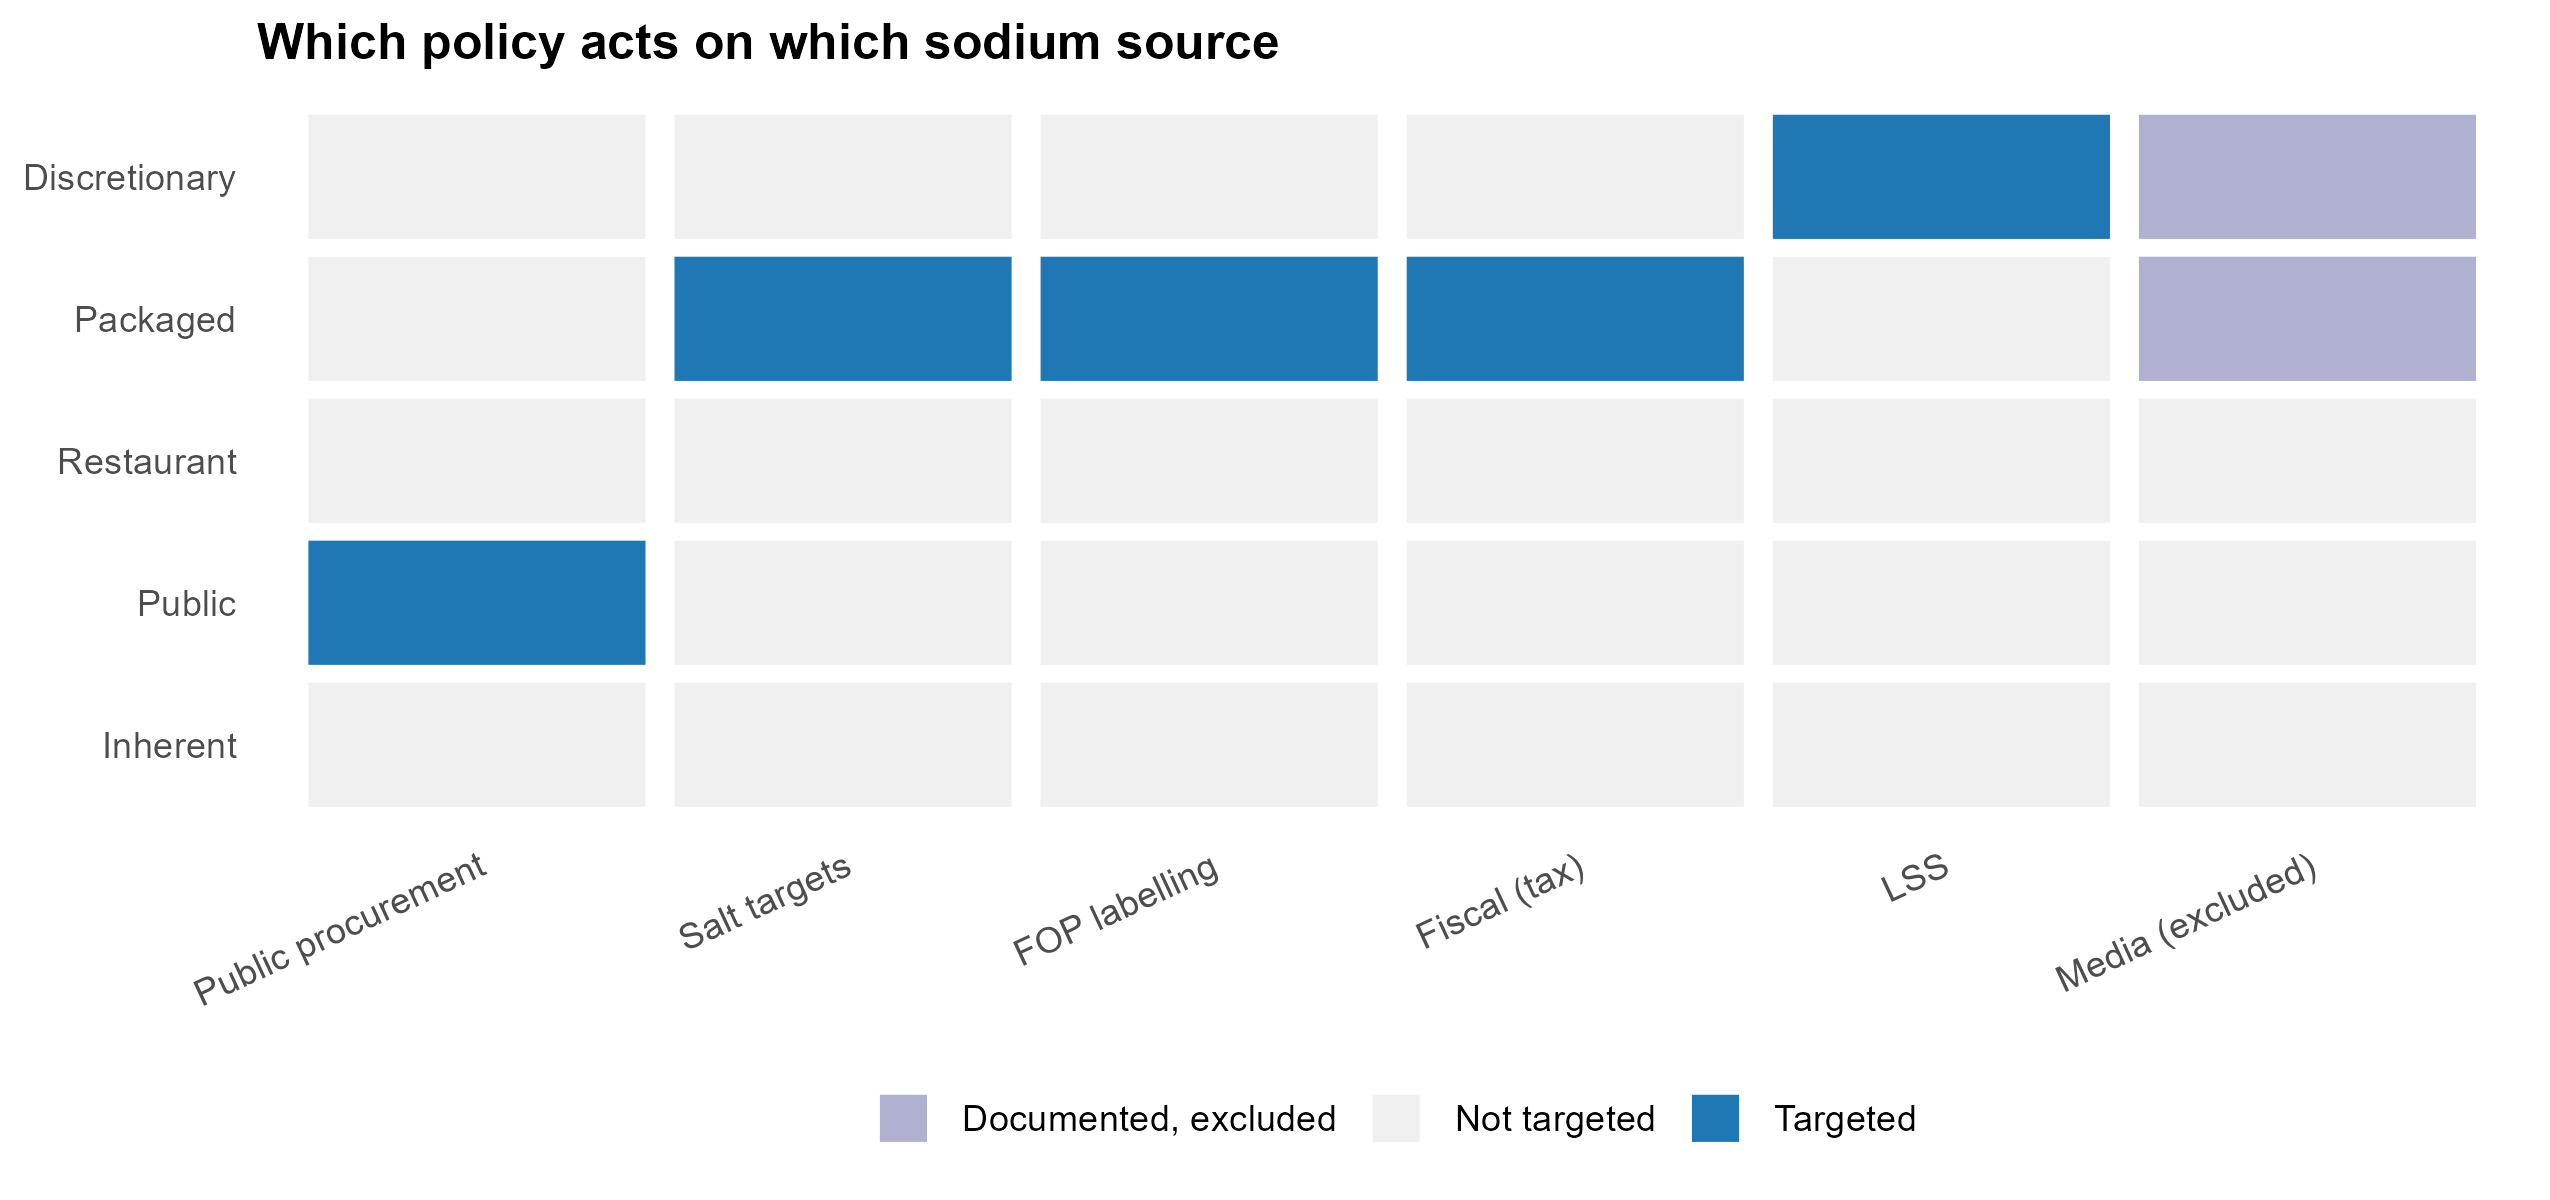 Which policy acts on which sodium source
Discretionary
Packaged
Restaurant
Public
Inherent
Public procurement
Salt targets
FOP labelling
Fiscal (tax)
LSS
Media (excluded)
Documented, excluded
Not targeted
Targeted